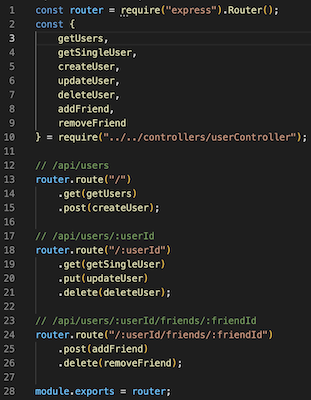 1 const router = require("express").Router();
2 const {
3 getUsers,
4 getSingleUser,
5 createUser,
6 updateUser,
7 deleteUser,
8 addFriend,
9 removeFriend
10 } = require("../../controllers/userController");
11
12 // /api/users
13 router.route("/")
14 .get(getUsers)
15 .post(createUser);
16
17 // /api/users/:userId
18 router.route("/:userId")
19 .get(getSingleUser)
20 .put(updateUser)
21 .delete(deleteUser);
22
23 // /api/users/:userId/friends/:friendId
24 router.route("/:userId/friends/:friendId")
25 .post(addFriend)
26 .delete(removeFriend);
27
28 module.exports = router;